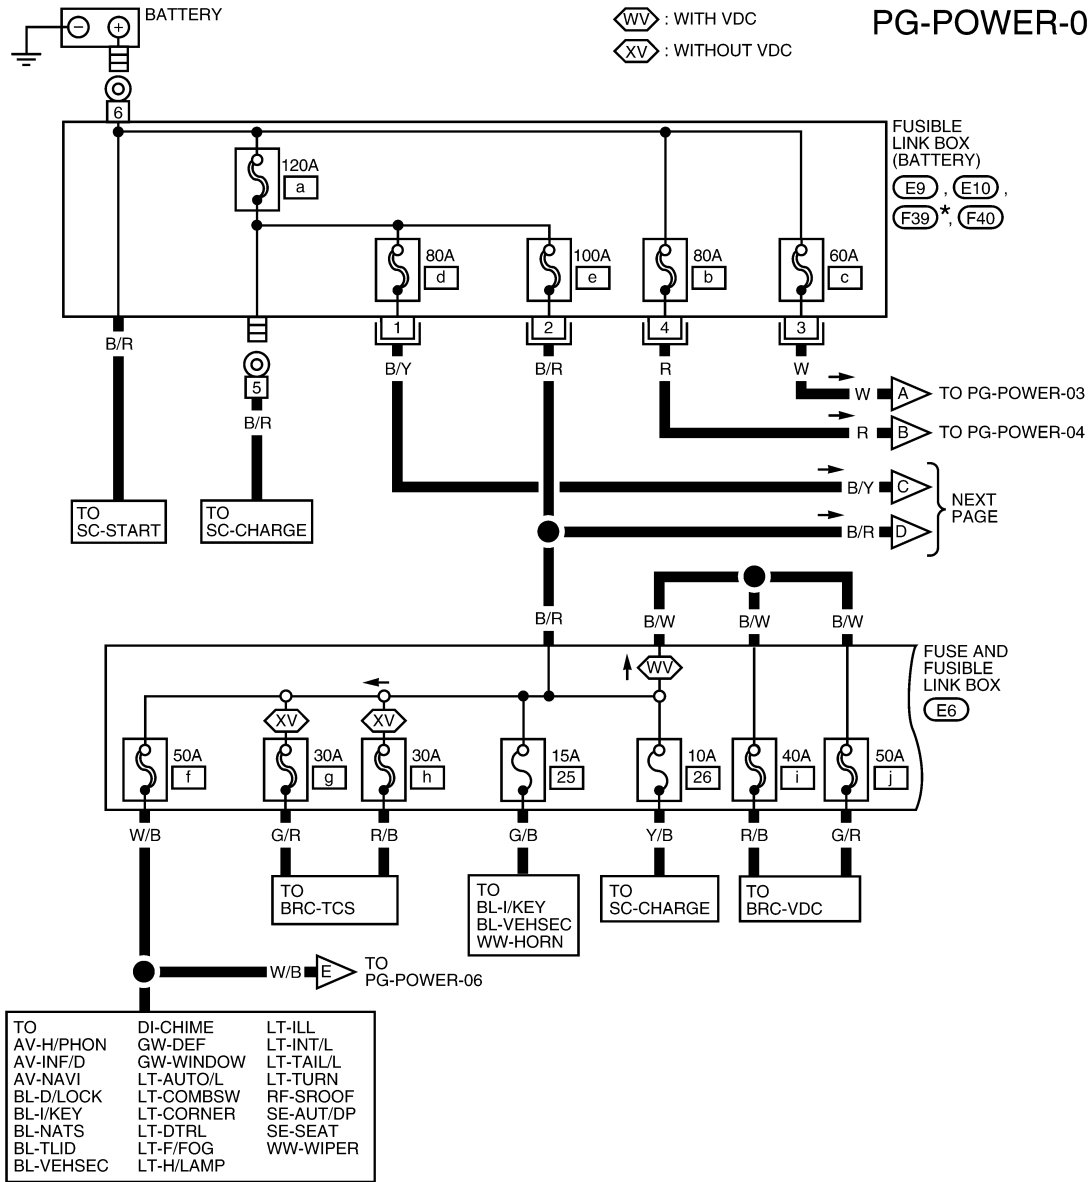 BATTERY
− +
WV : WITH VDC
XV : WITHOUT VDC
PG-POWER-0
6
FUSIBLE
LINK BOX
(BATTERY)
E9 , E10 ,
F39 *, F40
120A
a
80A
d
100A
e
80A
b
60A
c
1 2 4 3
B/R
5
B/R
B/Y B/R R W
W A TO PG-POWER-03
R B TO PG-POWER-04
B/Y C
B/R D
NEXT
PAGE
TO
SC-START
TO
SC-CHARGE
B/R B/W B/W B/W
FUSE AND
FUSIBLE
LINK BOX
E6
WV
XV XV
50A
f
30A
g
30A
h
15A
25
10A
26
40A
i
50A
j
W/B G/R R/B G/B Y/B R/B G/R
TO
BRC-TCS
TO
BL-I/KEY
BL-VEHSEC
WW-HORN
TO
SC-CHARGE
TO
BRC-VDC
W/B E TO
PG-POWER-06
TO
AV-H/PHON
AV-INF/D
AV-NAVI
BL-D/LOCK
BL-I/KEY
BL-NATS
BL-TLID
BL-VEHSEC
DI-CHIME
GW-DEF
GW-WINDOW
LT-AUTO/L
LT-COMBSW
LT-CORNER
LT-DTRL
LT-F/FOG
LT-H/LAMP
LT-ILL
LT-INT/L
LT-TAIL/L
LT-TURN
RF-SROOF
SE-AUT/DP
SE-SEAT
WW-WIPER